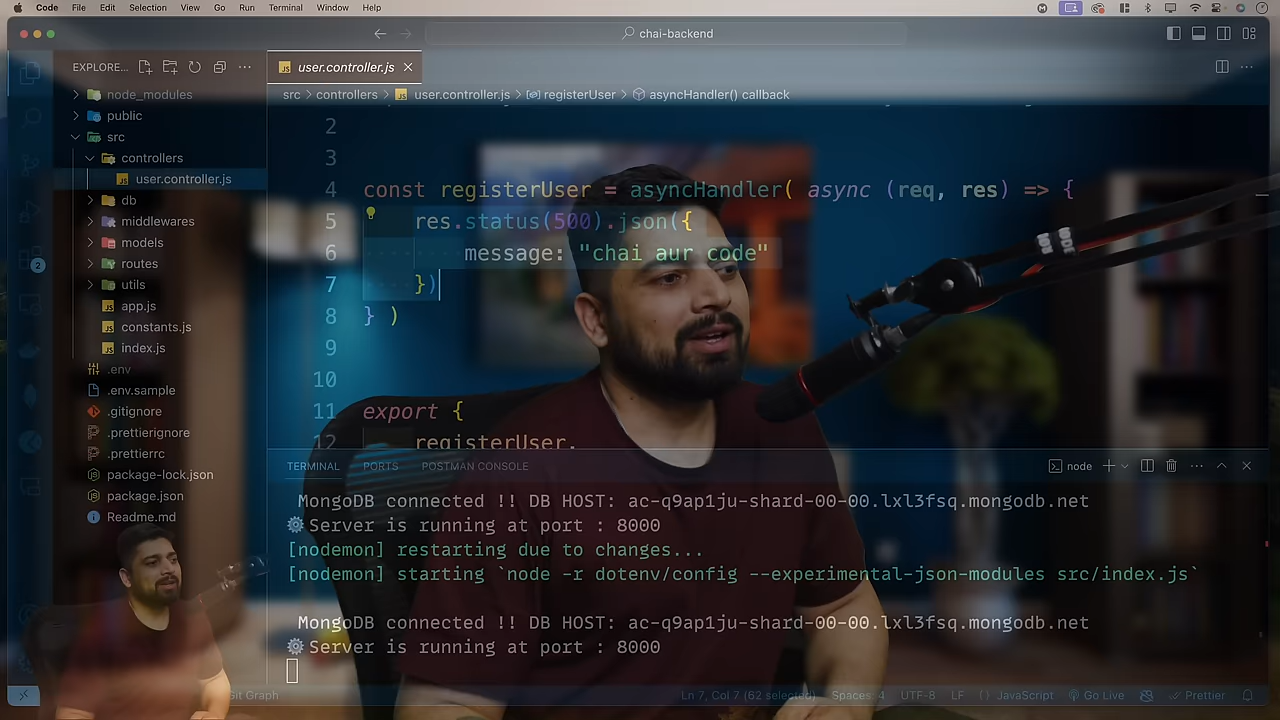 Code File Edit Selection View Go Run Terminal Window Help
chai-backend
EXPLORE...
user.controller.js
src > controllers > user.controller.js > registerUser > asyncHandler() callback
node_modules
public
src
controllers
user.controller.js
db
middlewares
models
routes
utils
app.js
constants.js
index.js
.env
.env.sample
.gitignore
.prettierignore
.prettierrc
package-lock.json
package.json
Readme.md
2
2
3
4 const registerUser = asyncHandler( async (req, res) => {
5 res.status(500).json({
6 message: "chai aur code"
7 })
8 } )
9
10
11 export {
12 registerUser,
TERMINAL PORTS POSTMAN CONSOLE
node
MongoDB connected !! DB HOST: ac-q9ap1ju-shard-00-00.lxl3fsq.mongodb.net
Server is running at port : 8000
[nodemon] restarting due to changes...
[nodemon] starting `node -r dotenv/config --experimental-json-modules src/index.js`
MongoDB connected !! DB HOST: ac-q9ap1ju-shard-00-00.lxl3fsq.mongodb.net
Server is running at port : 8000
Git Graph
Ln 7, Col 7 (62 selected) Spaces: 4 UTF-8 LF {} JavaScript Go Live Prettier